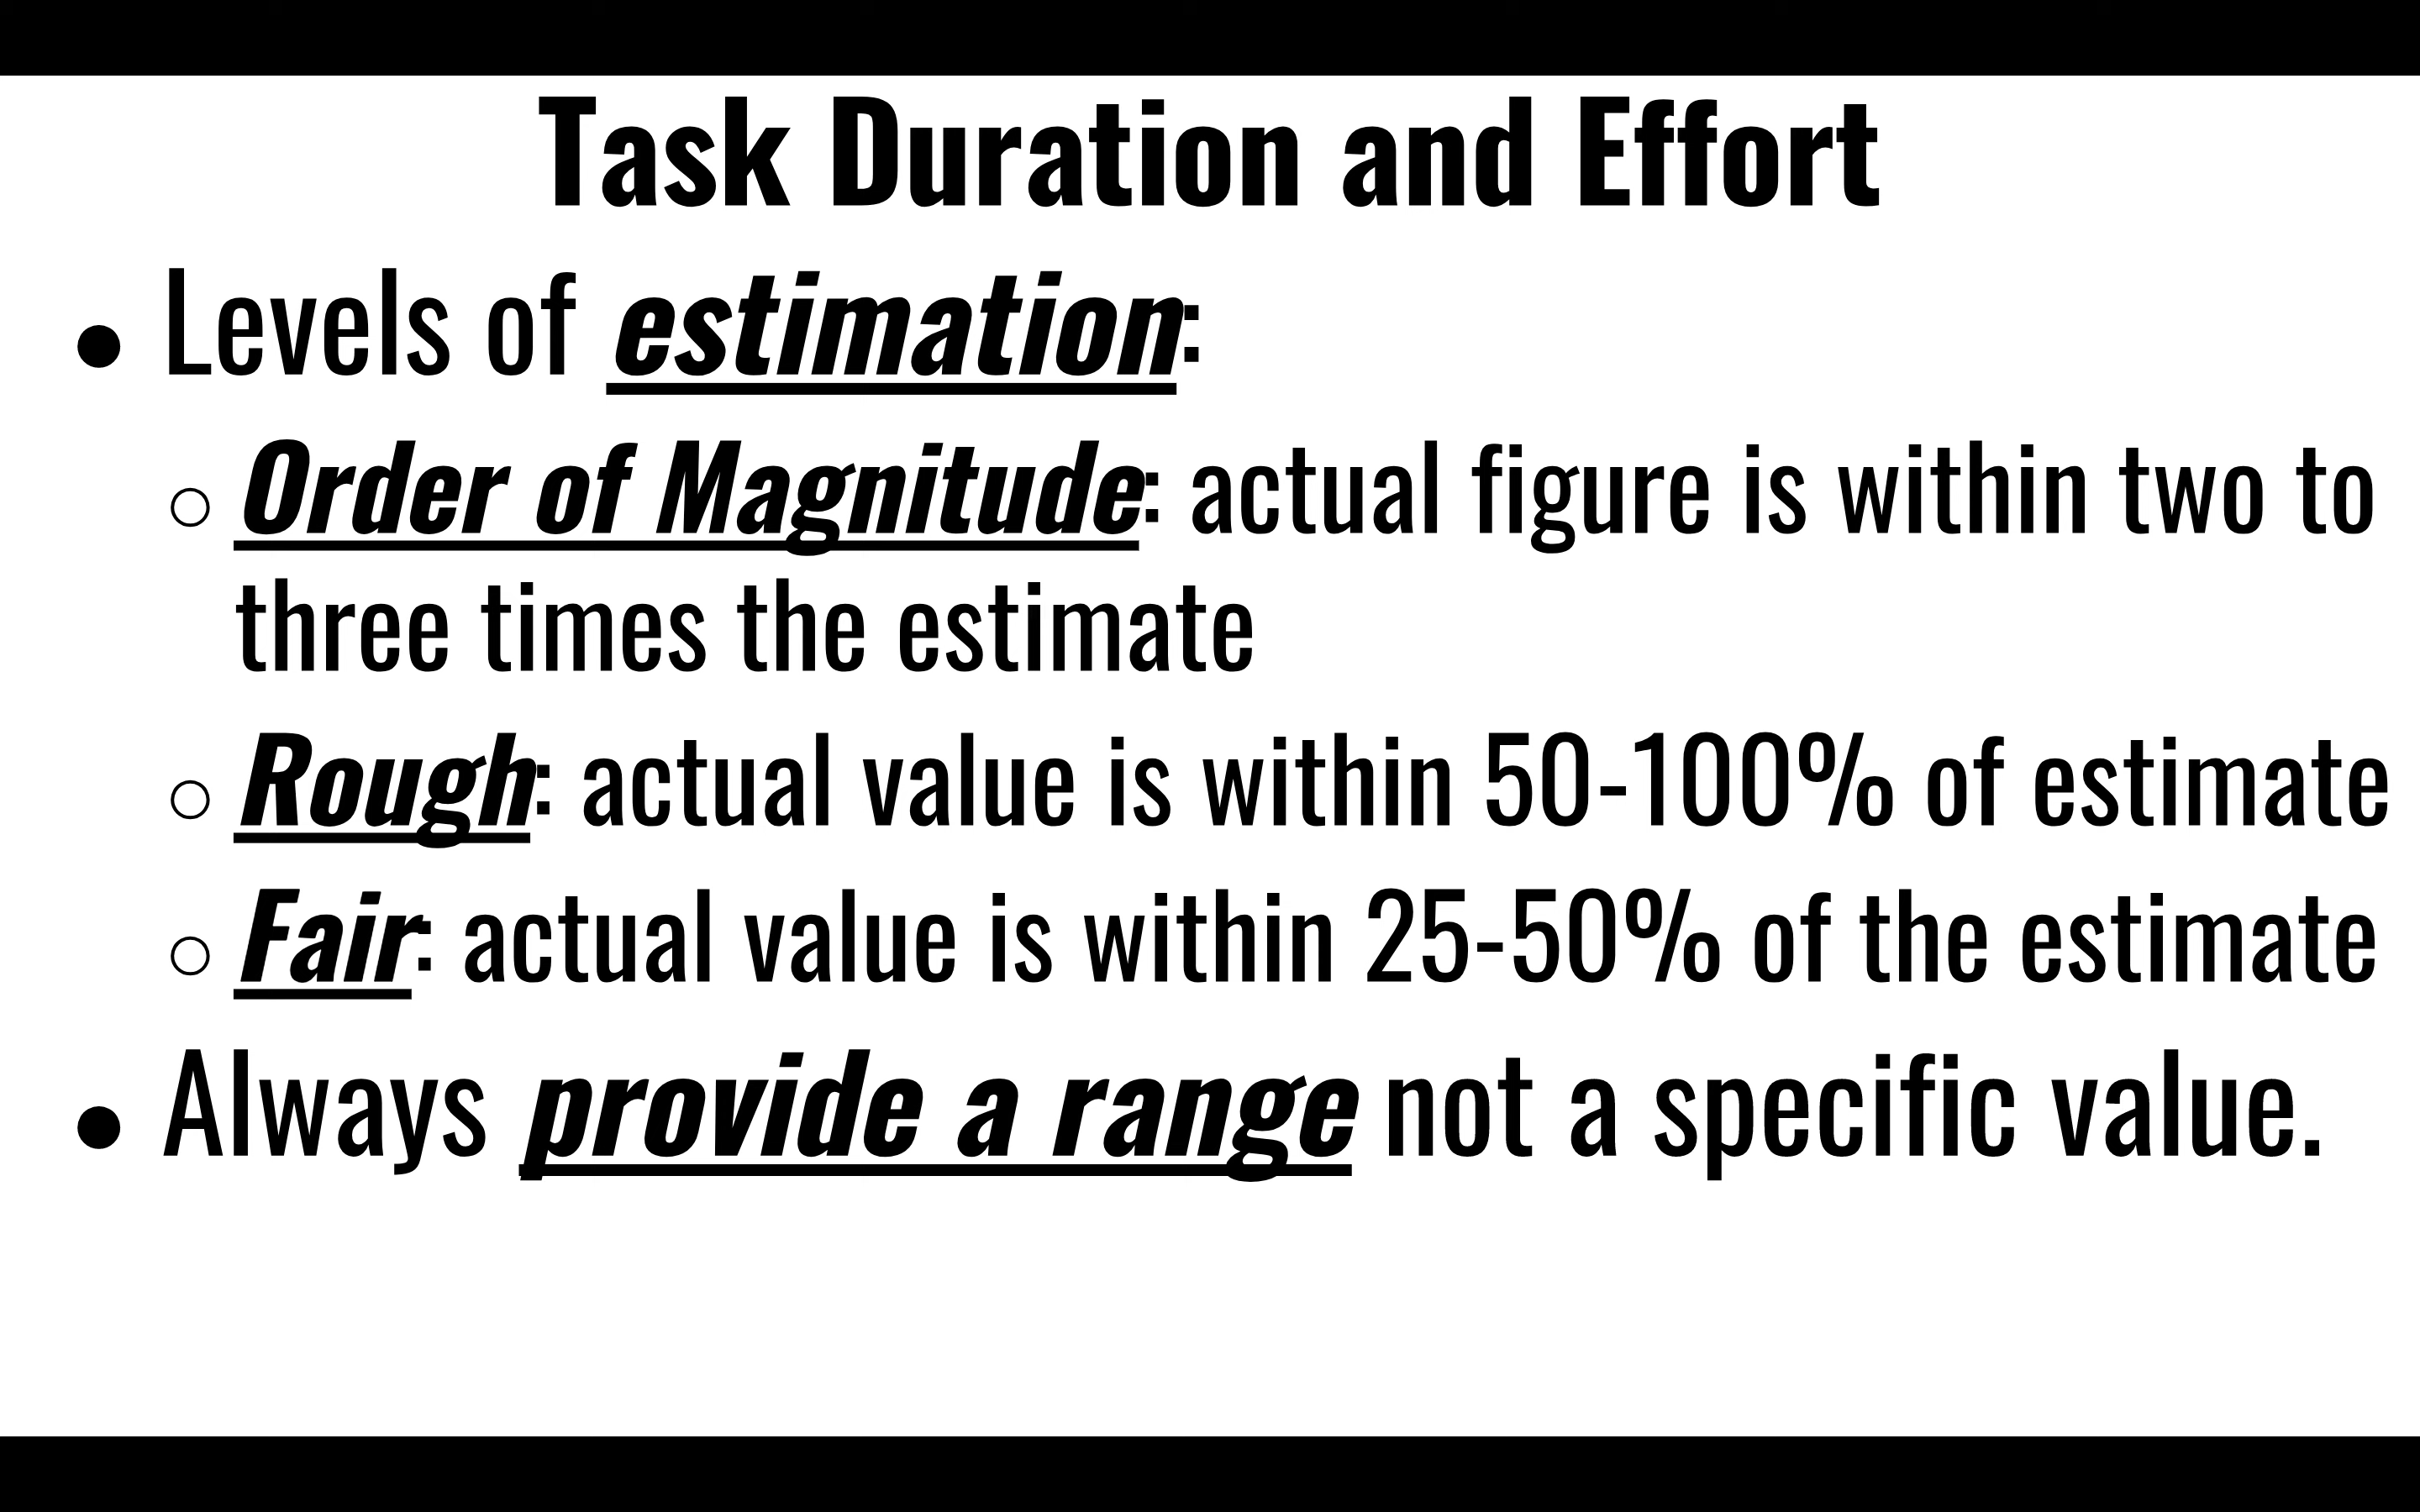 Task Duration and Effort
• Levels of estimation:
○ Order of Magnitude: actual figure is within two to
three times the estimate
○ Rough: actual value is within 50-100% of estimate
○ Fair: actual value is within 25-50% of the estimate
• Always provide a range not a specific value.